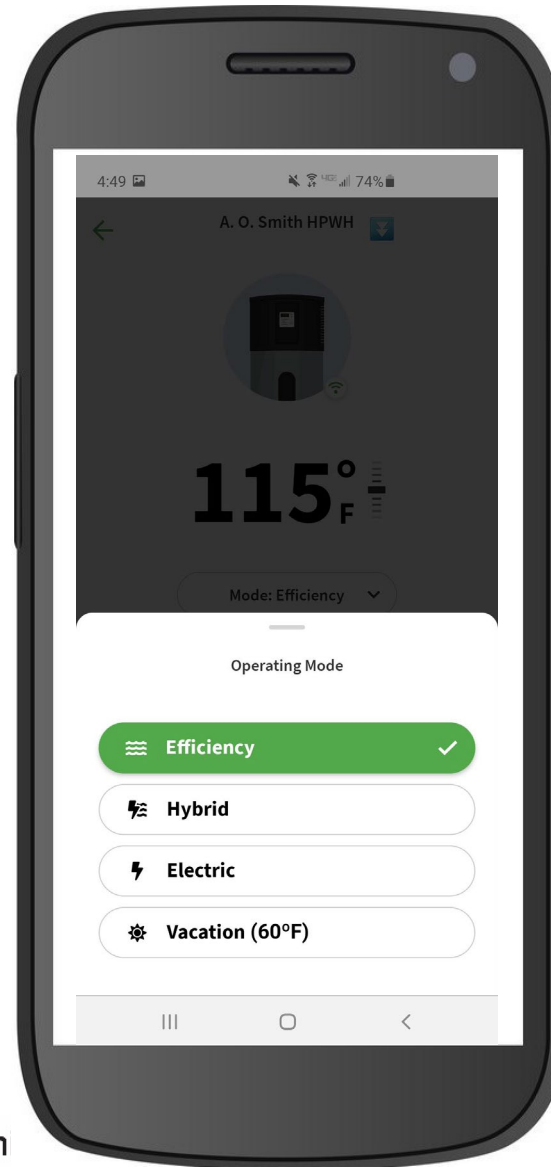 4:49 74%
A. O. Smith HPWH
115°F
Mode: Efficiency
Operating Mode
Efficiency
Hybrid
Electric
Vacation (60°F)